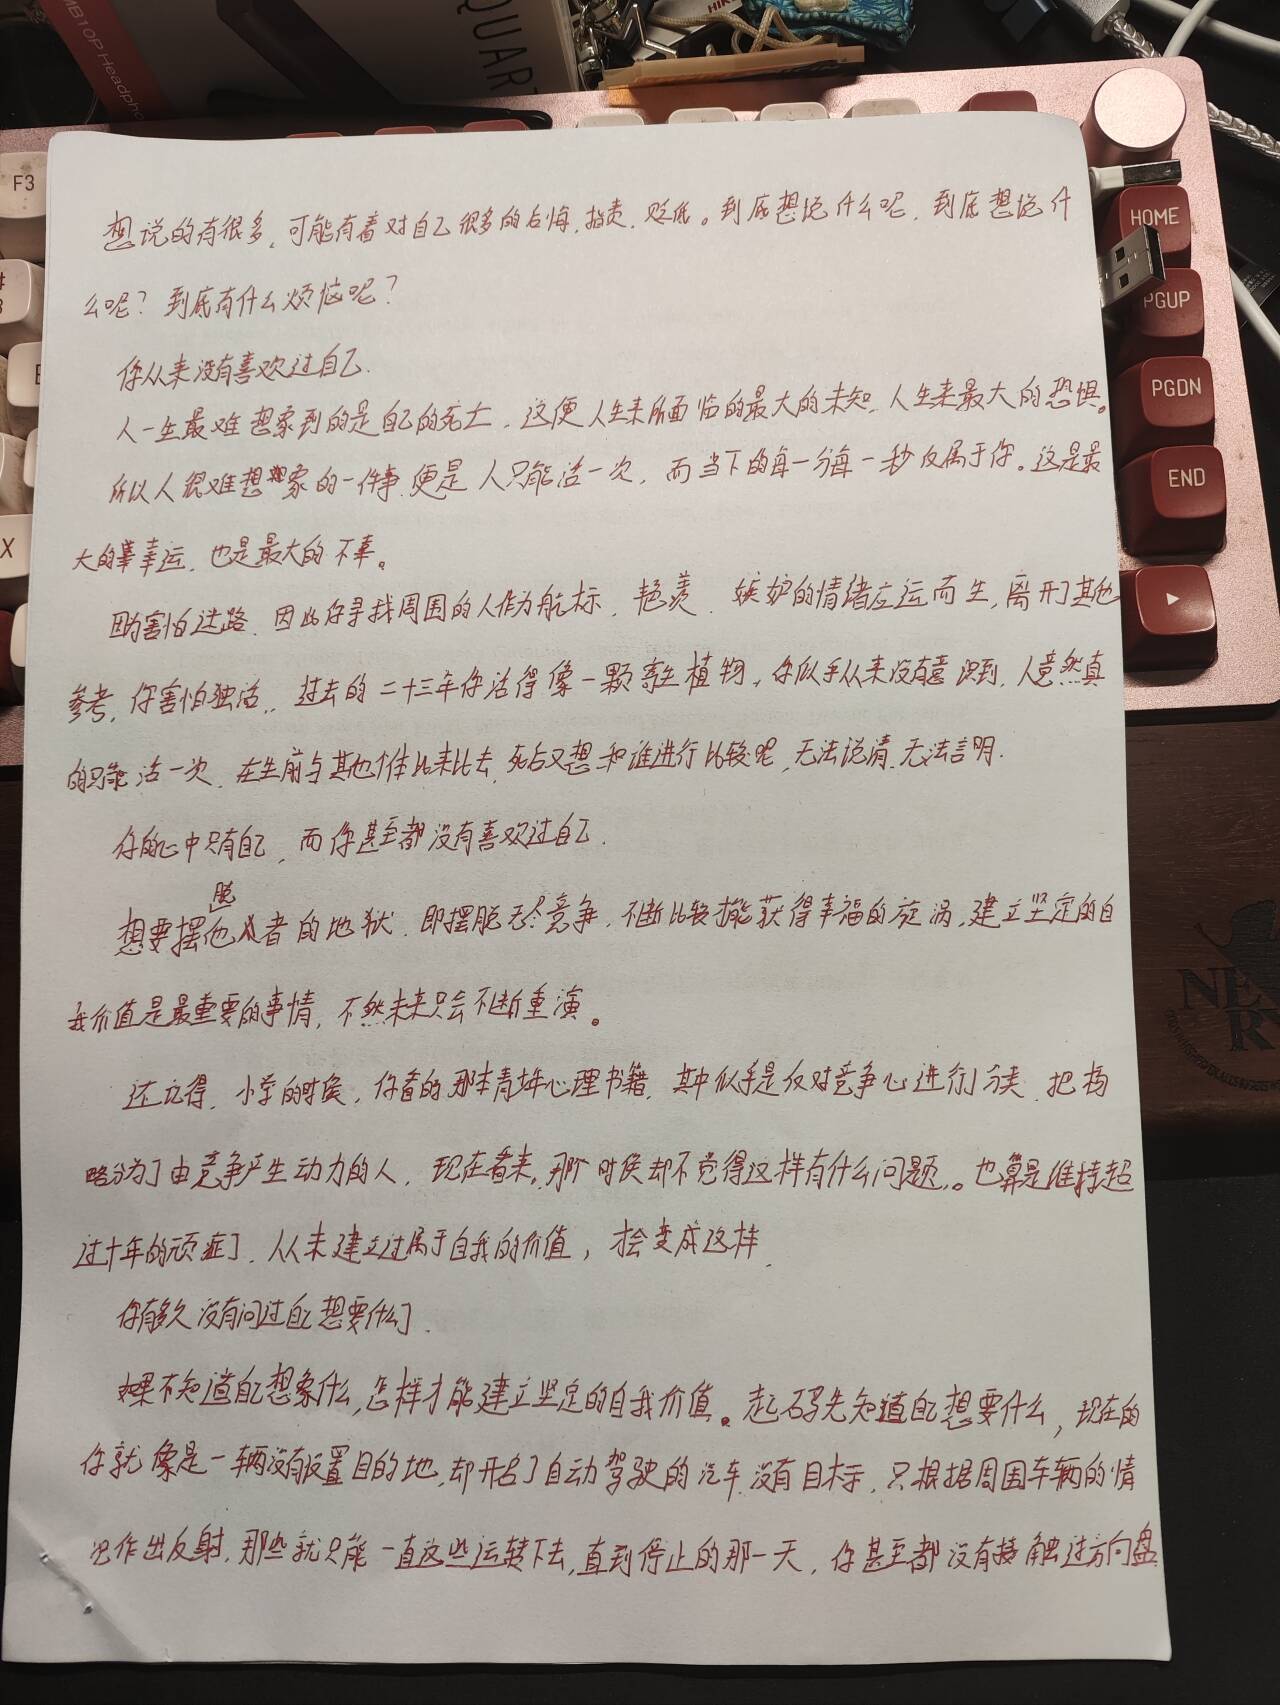 MB10P Headpho
QUAR
HIK
F3
HOME
PGUP
PGDN
END
X
NE
R
想说的有很多,可能有着对自己很多的后悔,指责,贬低。到底想说什么呢,到底想说什
么呢?到底有什么烦恼呢?
你从来没有喜欢过自己.
人一生最难想象到的是自己的死亡,这便人生来所面临的最大的未知,人生来最大的恐惧。
所以人很难想象的一件事,便是人只能活一次,而当下的每一分每一秒仅属于你。这是最
大的幸运,也是最大的不幸。
因为害怕迷路,因此你寻找周围的人作为航标,艳羡,嫉妒的情绪应运而生,离开了其他
参考,你害怕独活,过去的二十三年你活得像一颗寄生植物,你似乎从来没有意识到,人竟然真
的只能活一次,在生前与其他个体比来比去,死后又想和谁进行比较呢,无法说清,无法言明.
你的心中只有自己,而你甚至都没有喜欢过自己.
想要摆脱他者的地狱,即摆脱无尽竞争,不断比较才能获得幸福的旋涡,建立坚定的自
我价值是最重要的事情,不然未来只会不断重演。
还记得,小学的时候,你看的那本青少年心理书籍,其中似乎是反对竞争心进行分类,把
略分为了由竞争产生动力的人,现在看来,那个时候却不觉得这样有什么问题。也算是维持超
过十年的顽症了,从未建立过属于自我的价值,才会变成这样.
你有多久没有问过自己想要什么了.
如果不知道自己想象什么,怎样才能建立坚定的自我价值。起码先知道自己想要什么,现在的
你就像是一辆没有设置目的地,却开启了自动驾驶的汽车,没有目标,只根据周围车辆的情
况作出反射,那些就只能一直这些运转下去,直到停止的那一天,你甚至都没有接触过方向盘